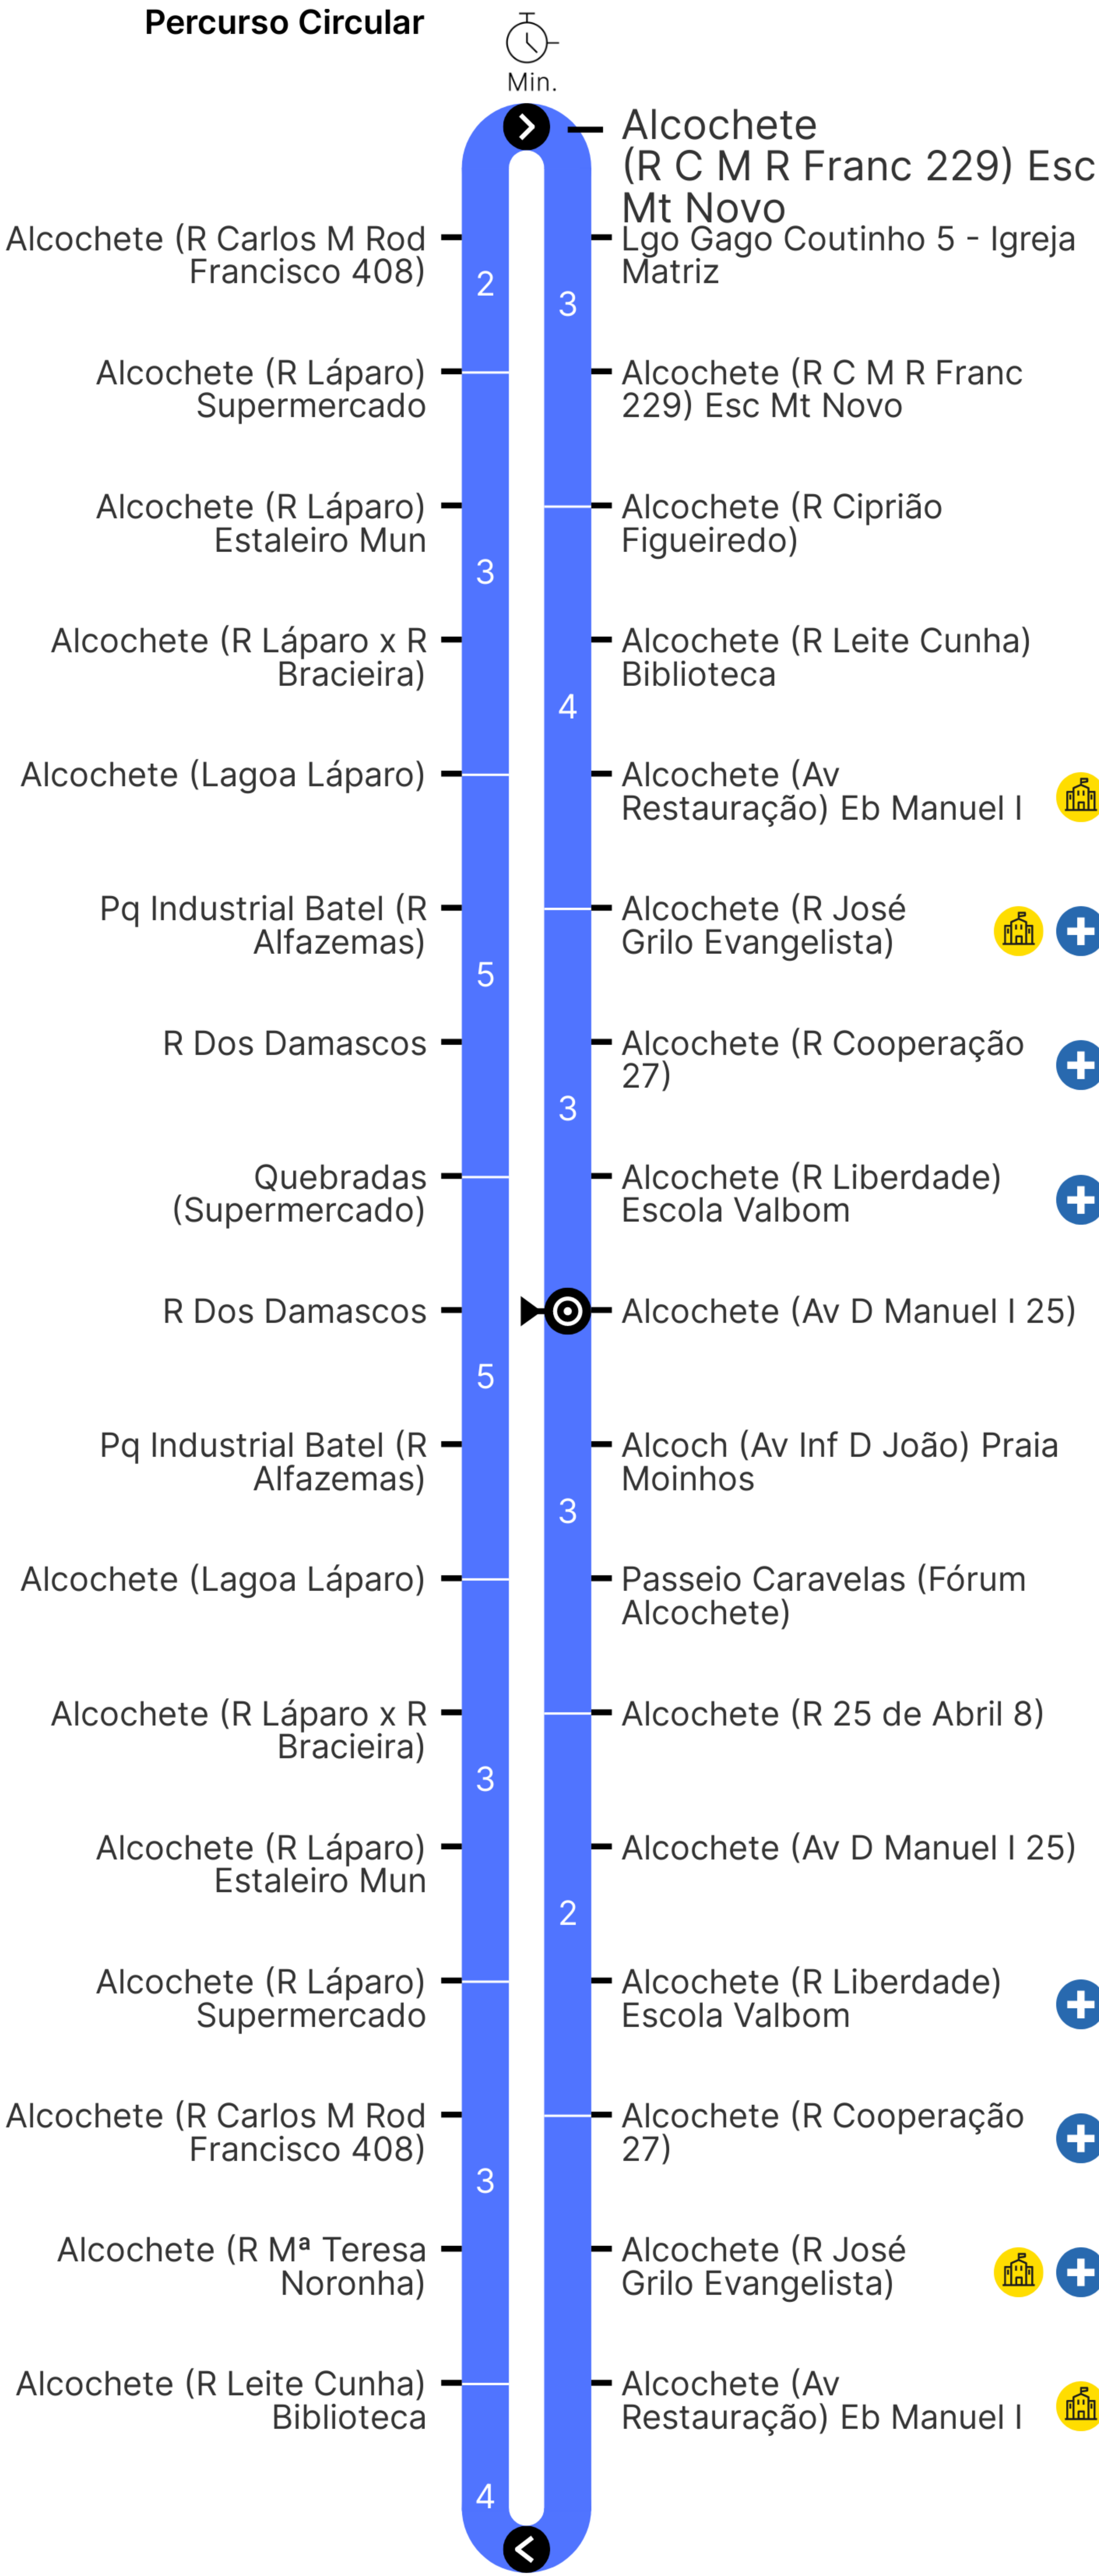 Percurso Circular
Min.
Alcochete
(R C M R Franc 229) Esc
Mt Novo
Lgo Gago Coutinho 5 - Igreja
Matriz
3
Alcochete (R C M R Franc
229) Esc Mt Novo
Alcochete (R Ciprião
Figueiredo)
Alcochete (R Leite Cunha)
Biblioteca
4
Alcochete (Av
Restauração) Eb Manuel I
Alcochete (R José
Grilo Evangelista)
Alcochete (R Cooperação
27)
3
Alcochete (R Liberdade)
Escola Valbom
Alcochete (Av D Manuel I 25)
Alcoch (Av Inf D João) Praia
Moinhos
3
Passeio Caravelas (Fórum
Alcochete)
Alcochete (R 25 de Abril 8)
Alcochete (Av D Manuel I 25)
2
Alcochete (R Liberdade)
Escola Valbom
Alcochete (R Cooperação
27)
Alcochete (R José
Grilo Evangelista)
Alcochete (Av
Restauração) Eb Manuel I
Alcochete (R Carlos M Rod
Francisco 408)
2
Alcochete (R Láparo)
Supermercado
Alcochete (R Láparo)
Estaleiro Mun
3
Alcochete (R Láparo x R
Bracieira)
Alcochete (Lagoa Láparo)
Pq Industrial Batel (R
Alfazemas)
5
R Dos Damascos
Quebradas
(Supermercado)
R Dos Damascos
5
Pq Industrial Batel (R
Alfazemas)
Alcochete (Lagoa Láparo)
Alcochete (R Láparo x R
Bracieira)
3
Alcochete (R Láparo)
Estaleiro Mun
Alcochete (R Láparo)
Supermercado
Alcochete (R Carlos M Rod
Francisco 408)
3
Alcochete (R Mª Teresa
Noronha)
Alcochete (R Leite Cunha)
Biblioteca
4